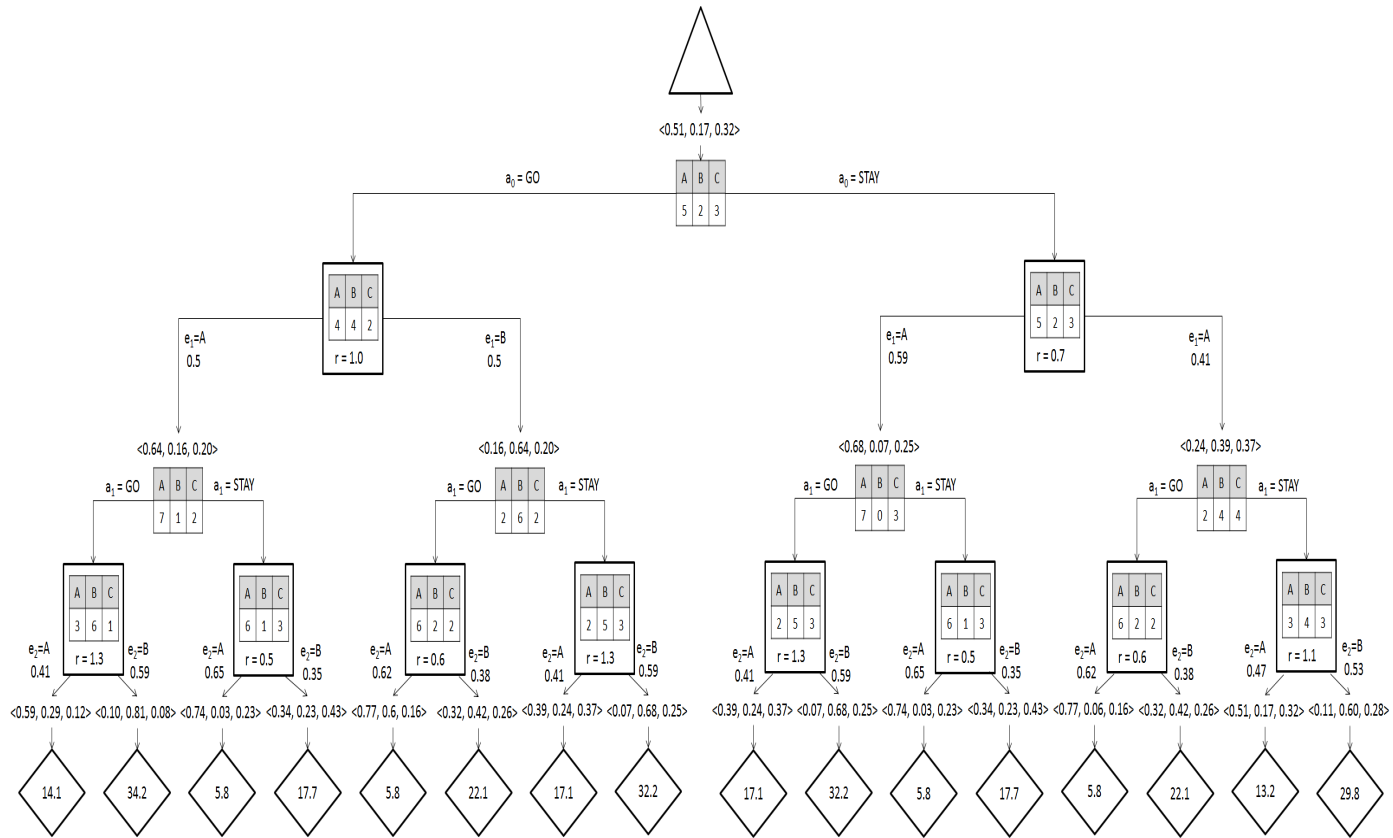 <0.51, 0.17, 0.32>
a₀ = GO
A B C
a₀ = STAY
5 2 3
A B C
4 4 2
r = 1.0
A B C
5 2 3
r = 0.7
e₁=A
0.5
e₁=B
0.5
e₁=A
0.59
e₁=A
0.41
<0.64, 0.16, 0.20>
<0.16, 0.64, 0.20>
<0.68, 0.07, 0.25>
<0.24, 0.39, 0.37>
a₁ = GO
A B C
a₁ = STAY
7 1 2
a₁ = GO
A B C
a₁ = STAY
2 6 2
a₁ = GO
A B C
a₁ = STAY
7 0 3
a₁ = GO
A B C
a₁ = STAY
2 4 4
A B C
3 6 1
r = 1.3
A B C
6 1 3
r = 0.5
A B C
6 2 2
r = 0.6
A B C
2 5 3
r = 1.3
A B C
2 5 3
r = 1.3
A B C
6 1 3
r = 0.5
A B C
6 2 2
r = 0.6
A B C
3 4 3
r = 1.1
e₂=A
0.41
e₂=B
0.59
e₂=A
0.65
e₂=B
0.35
e₂=A
0.62
e₂=B
0.38
e₂=A
0.41
e₂=B
0.59
e₂=A
0.41
e₂=B
0.59
e₂=A
0.65
e₂=B
0.35
e₂=A
0.62
e₂=B
0.38
e₂=A
0.47
e₂=B
0.53
<0.59, 0.29, 0.12>
<0.10, 0.81, 0.08>
<0.74, 0.03, 0.23>
<0.34, 0.23, 0.43>
<0.77, 0.6, 0.16>
<0.32, 0.42, 0.26>
<0.39, 0.24, 0.37>
<0.07, 0.68, 0.25>
<0.39, 0.24, 0.37>
<0.07, 0.68, 0.25>
<0.74, 0.03, 0.23>
<0.34, 0.23, 0.43>
<0.77, 0.06, 0.16>
<0.32, 0.42, 0.26>
<0.51, 0.17, 0.32>
<0.11, 0.60, 0.28>
14.1
34.2
5.8
17.7
5.8
22.1
17.1
32.2
17.1
32.2
5.8
17.7
5.8
22.1
13.2
29.8